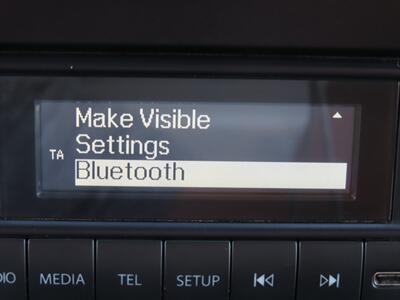 Make Visible
Settings
TA
Bluetooth
MEDIA TEL SETUP